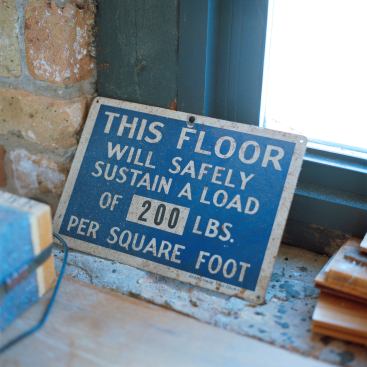 THIS FLOOR
WILL SAFELY
SUSTAIN A LOAD
OF 200 LBS.
PER SQUARE FOOT